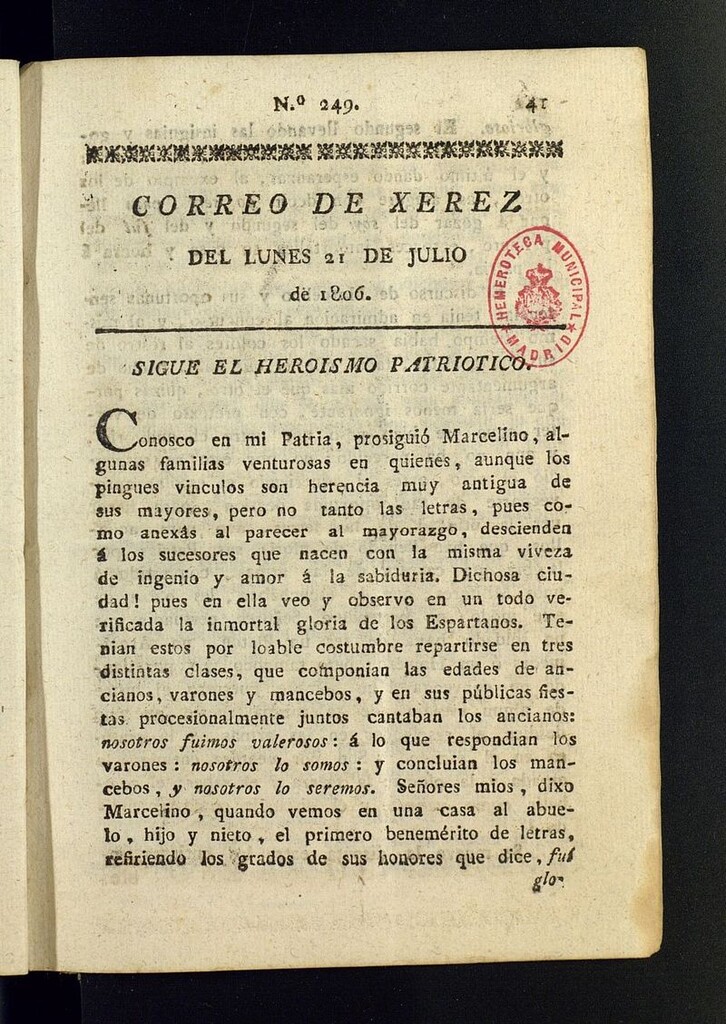 N.º 249.
41
CORREO DE XEREZ
DEL LUNES 21 DE JULIO
de 1806.
HEMEROTECA MUNICIPAL
MADRID
SIGUE EL HEROISMO PATRIOTICO.
Conosco en mi Patria, prosiguió Marcelino, al-
gunas familias venturosas en quienes, aunque los
pingues vinculos son herencia muy antigua de
sus mayores, pero no tanto las letras, pues co-
mo anexás al parecer al mayorazgo, descienden
á los sucesores que nacen con la misma viveza
de ingenio y amor á la sabiduria. Dichosa ciu-
dad! pues en ella veo y observo en un todo ve-
rificada la inmortal gloria de los Espartanos. Te-
nian estos por loable costumbre repartirse en tres
distintas clases, que componian las edades de an-
cianos, varones y mancebos, y en sus públicas fies-
tas procesionalmente juntos cantaban los ancianos:
nosotros fuimos valerosos: á lo que respondian los
varones: nosotros lo somos: y concluian los man-
cebos, y nosotros lo seremos. Señores mios, dixo
Marcelino, quando vemos en una casa al abue-
lo, hijo y nieto, el primero benemérito de letras,
refiriendo los grados de sus honores que dice, fuí
glo-